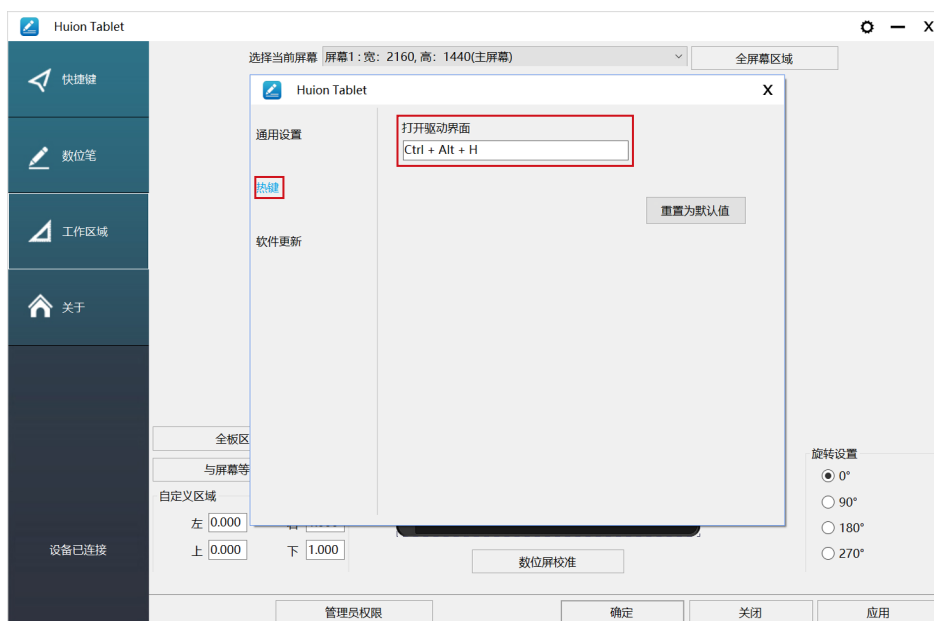 Huion Tablet
X
快捷键
数位笔
工作区域
关于
设备已连接
选择当前屏幕 屏幕1 : 宽: 2160, 高: 1440(主屏幕)
全屏幕区域
Huion Tablet
X
通用设置
热键
软件更新
打开驱动界面
Ctrl + Alt + H
重置为默认值
全板区
与屏幕等
自定义区域
左 0.000
上 0.000
下 1.000
数位屏校准
旋转设置
0°
90°
180°
270°
管理员权限
确定
关闭
应用